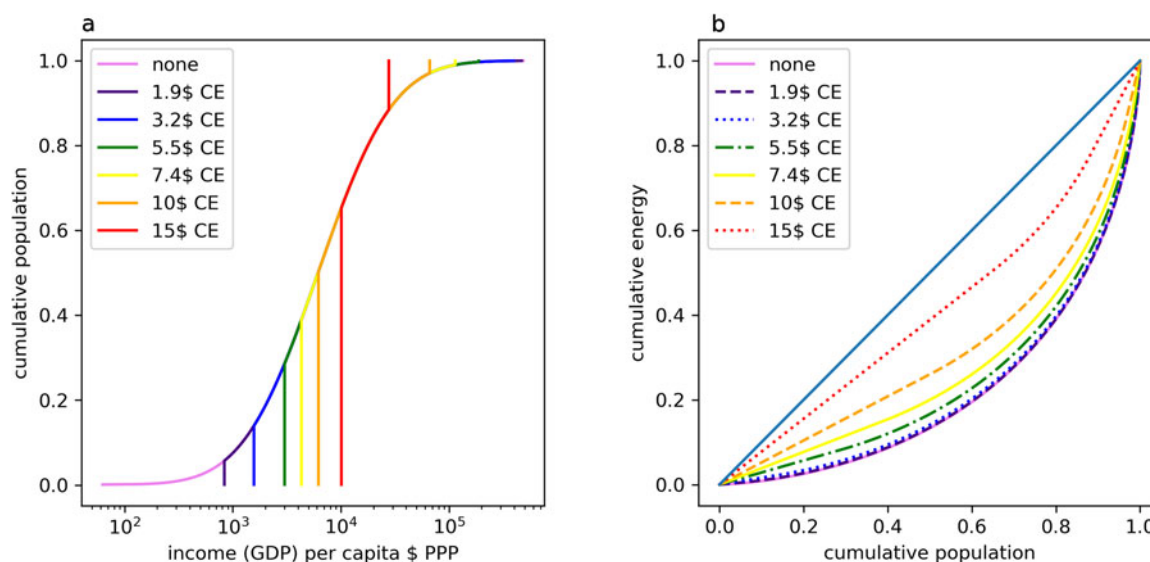 a
1.0
0.8
0.6
0.4
0.2
0.0
cumulative population
none
1.9$ CE
3.2$ CE
5.5$ CE
7.4$ CE
10$ CE
15$ CE
10²
10³
10⁴
10⁵
income (GDP) per capita $ PPP
b
1.0
0.8
0.6
0.4
0.2
0.0
cumulative energy
none
1.9$ CE
3.2$ CE
5.5$ CE
7.4$ CE
10$ CE
15$ CE
0.0
0.2
0.4
0.6
0.8
1.0
cumulative population